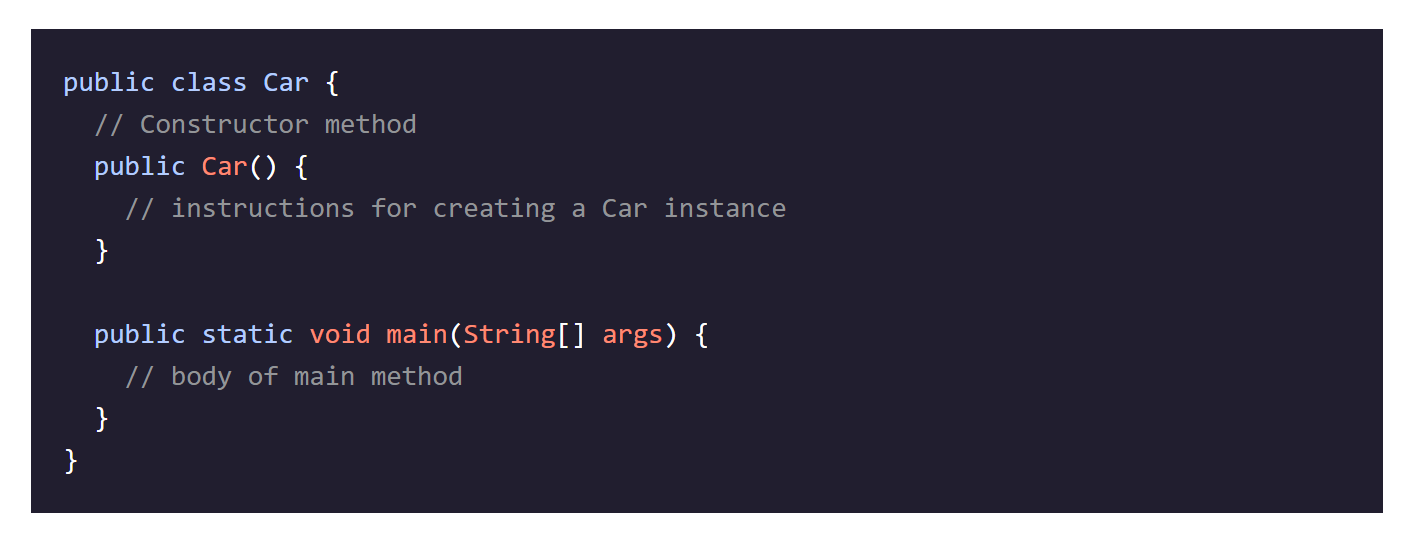 public class Car {
  // Constructor method
  public Car() {
    // instructions for creating a Car instance
  }

  public static void main(String[] args) {
    // body of main method
  }
}